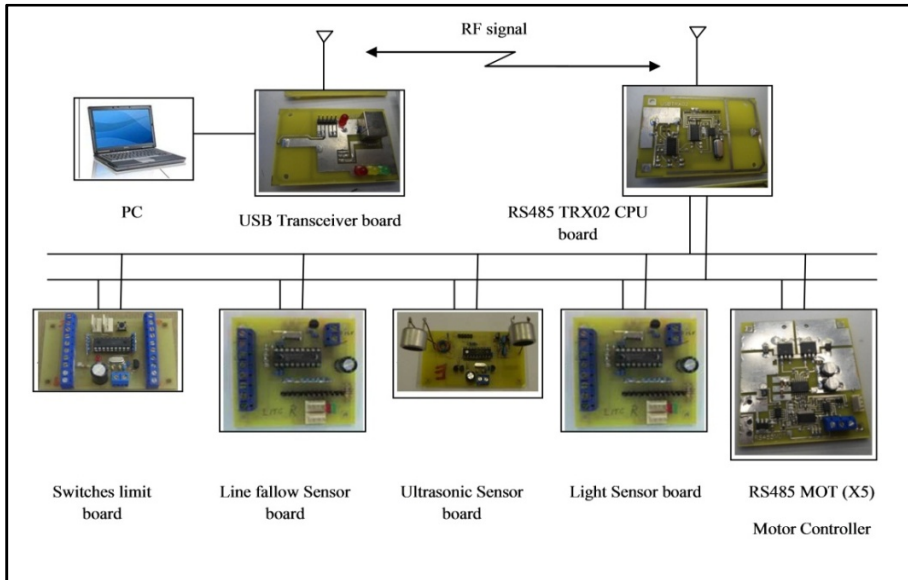 RF signal
PC
USB Transceiver board
RS485 TRX02 CPU
board
Switches limit
board
Line fallow Sensor
board
Ultrasonic Sensor
board
Light Sensor board
RS485 MOT (X5)
Motor Controller